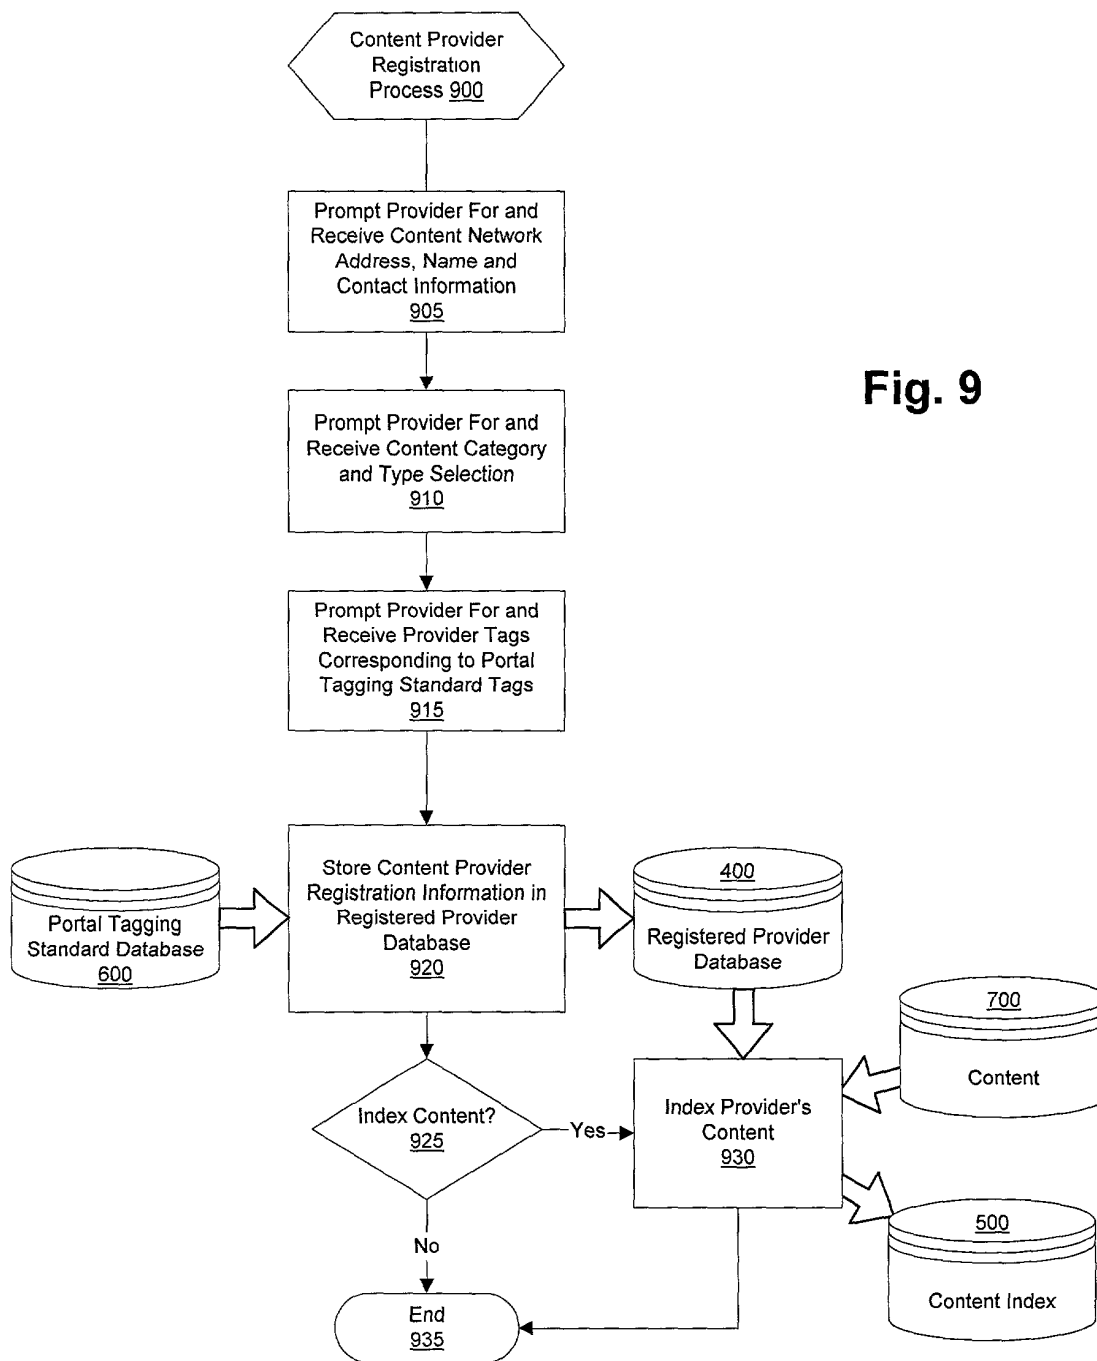 Content Provider
Registration
Process 900
Prompt Provider For and
Receive Content Network
Address, Name and
Contact Information
905
Fig. 9
Prompt Provider For and
Receive Content Category
and Type Selection
910
Prompt Provider For and
Receive Provider Tags
Corresponding to Portal
Tagging Standard Tags
915
Portal Tagging
Standard Database
600
Store Content Provider
Registration Information in
Registered Provider
Database
920
400
Registered Provider
Database
700
Content
Index Content?
925
Yes
Index Provider's
Content
930
500
Content Index
No
End
935